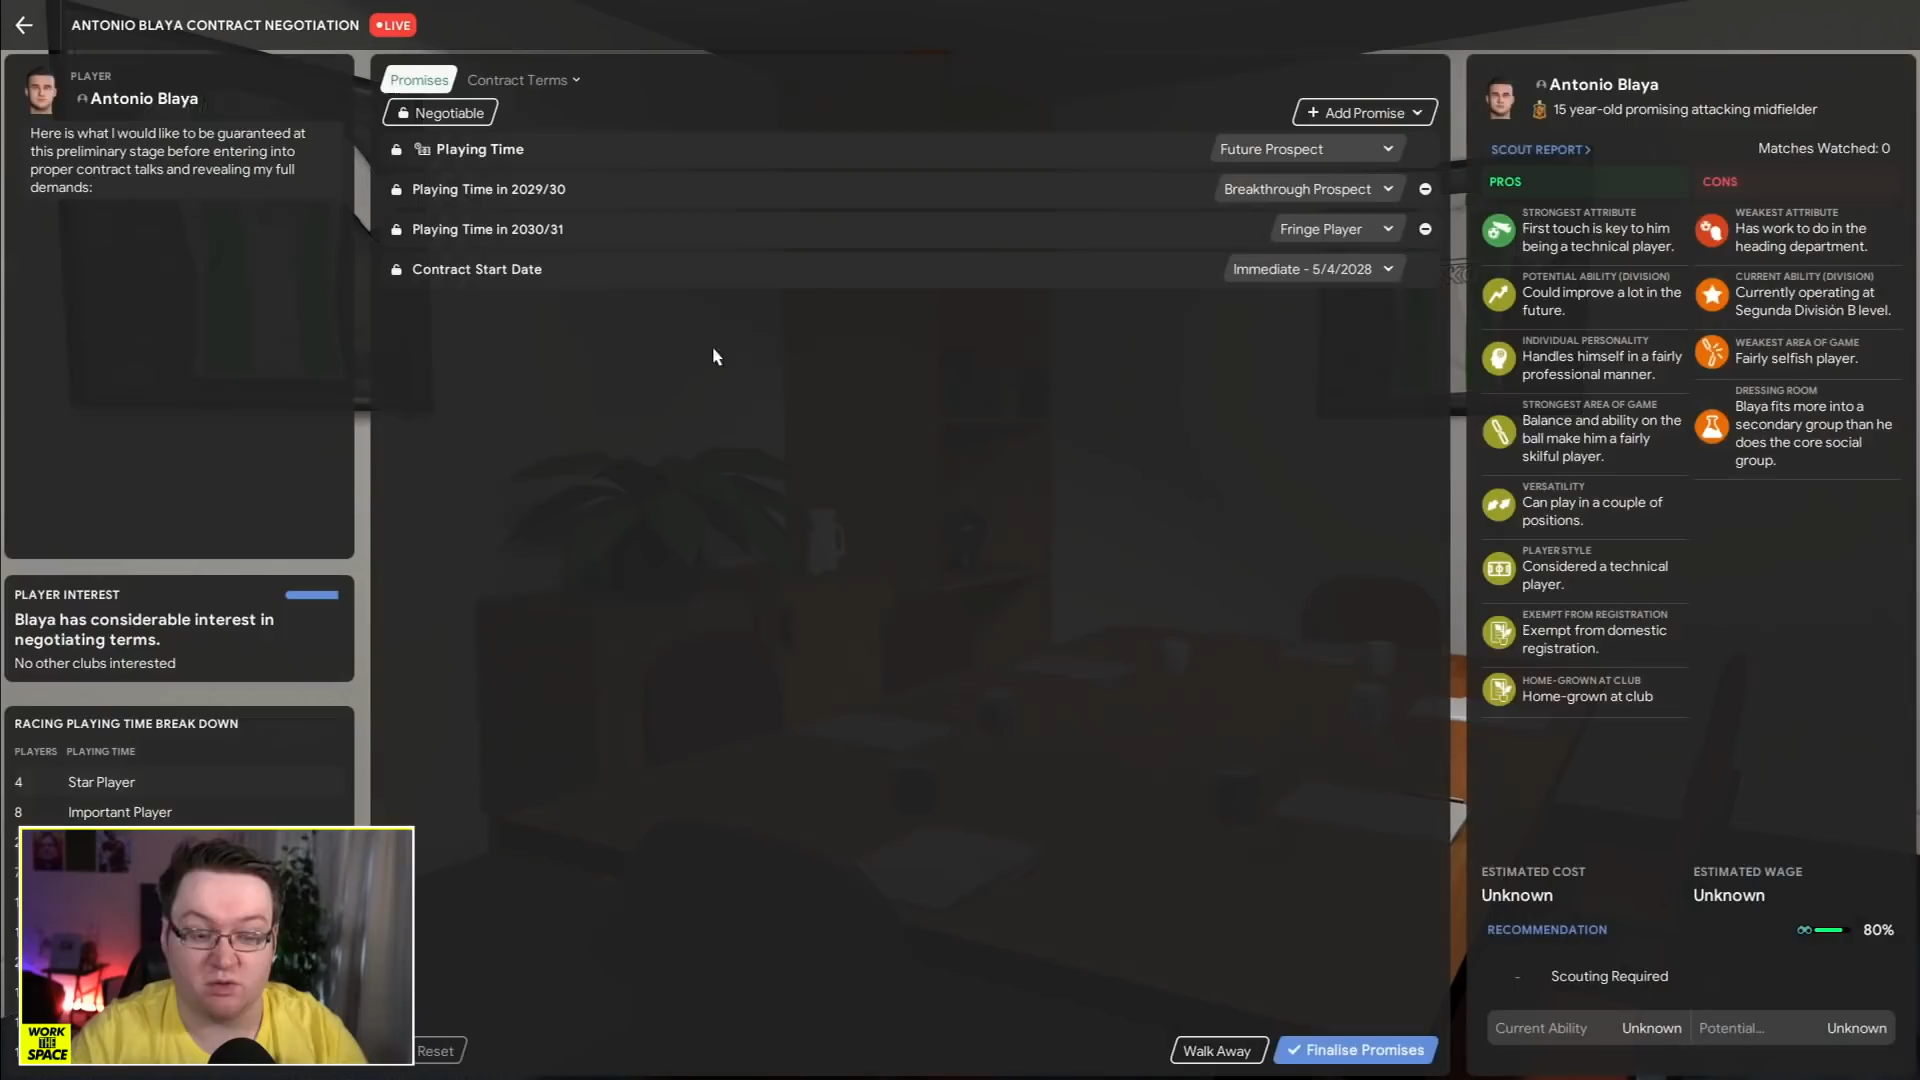 ANTONIO BLAYA CONTRACT NEGOTIATION
LIVE
PLAYER
Antonio Blaya
Here is what I would like to be guaranteed at
this preliminary stage before entering into
proper contract talks and revealing my full
demands:
PLAYER INTEREST
Blaya has considerable interest in
negotiating terms.
No other clubs interested
RACING PLAYING TIME BREAK DOWN
PLAYERS PLAYING TIME
4 Star Player
8 Important Player
WORK
THE
SPACE
Promises Contract Terms
Negotiable
+ Add Promise
Playing Time Future Prospect
Playing Time in 2029/30 Breakthrough Prospect
Playing Time in 2030/31 Fringe Player
Contract Start Date Immediate - 5/4/2028
Reset
Walk Away
Finalise Promises
Antonio Blaya
15 year-old promising attacking midfielder
SCOUT REPORT >
Matches Watched: 0
PROS
STRONGEST ATTRIBUTE
First touch is key to him
being a technical player.
POTENTIAL ABILITY (DIVISION)
Could improve a lot in the
future.
INDIVIDUAL PERSONALITY
Handles himself in a fairly
professional manner.
STRONGEST AREA OF GAME
Balance and ability on the
ball make him a fairly
skilful player.
VERSATILITY
Can play in a couple of
positions.
PLAYER STYLE
Considered a technical
player.
EXEMPT FROM REGISTRATION
Exempt from domestic
registration.
HOME-GROWN AT CLUB
Home-grown at club
CONS
WEAKEST ATTRIBUTE
Has work to do in the
heading department.
CURRENT ABILITY (DIVISION)
Currently operating at
Segunda División B level.
WEAKEST AREA OF GAME
Fairly selfish player.
DRESSING ROOM
Blaya fits more into a
secondary group than he
does the core social
group.
ESTIMATED COST
Unknown
ESTIMATED WAGE
Unknown
RECOMMENDATION
80%
- Scouting Required
Current Ability Unknown
Potential... Unknown